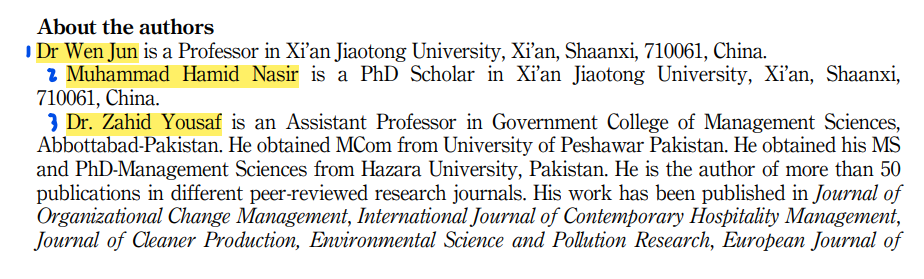 About the authors
1 Dr Wen Jun is a Professor in Xi'an Jiaotong University, Xi'an, Shaanxi, 710061, China.
2 Muhammad Hamid Nasir is a PhD Scholar in Xi'an Jiaotong University, Xi'an, Shaanxi,
710061, China.
3 Dr. Zahid Yousaf is an Assistant Professor in Government College of Management Sciences,
Abbottabad-Pakistan. He obtained MCom from University of Peshawar Pakistan. He obtained his MS
and PhD-Management Sciences from Hazara University, Pakistan. He is the author of more than 50
publications in different peer-reviewed research journals. His work has been published in Journal of
Organizational Change Management, International Journal of Contemporary Hospitality Management,
Journal of Cleaner Production, Environmental Science and Pollution Research, European Journal of